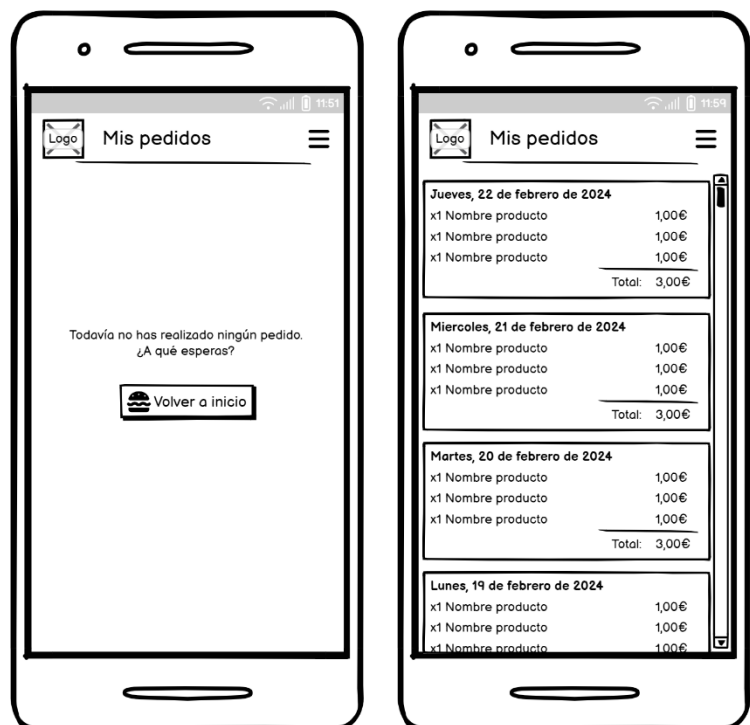 11:51
Logo
Mis pedidos
Todavía no has realizado ningún pedido.
¿A qué esperas?
Volver a inicio
11:59
Logo
Mis pedidos
Jueves, 22 de febrero de 2024
x1 Nombre producto 1,00€
x1 Nombre producto 1,00€
x1 Nombre producto 1,00€
Total: 3,00€
Miercoles, 21 de febrero de 2024
x1 Nombre producto 1,00€
x1 Nombre producto 1,00€
x1 Nombre producto 1,00€
Total: 3,00€
Martes, 20 de febrero de 2024
x1 Nombre producto 1,00€
x1 Nombre producto 1,00€
x1 Nombre producto 1,00€
Total: 3,00€
Lunes, 19 de febrero de 2024
x1 Nombre producto 1,00€
x1 Nombre producto 1,00€
x1 Nombre producto 1,00€